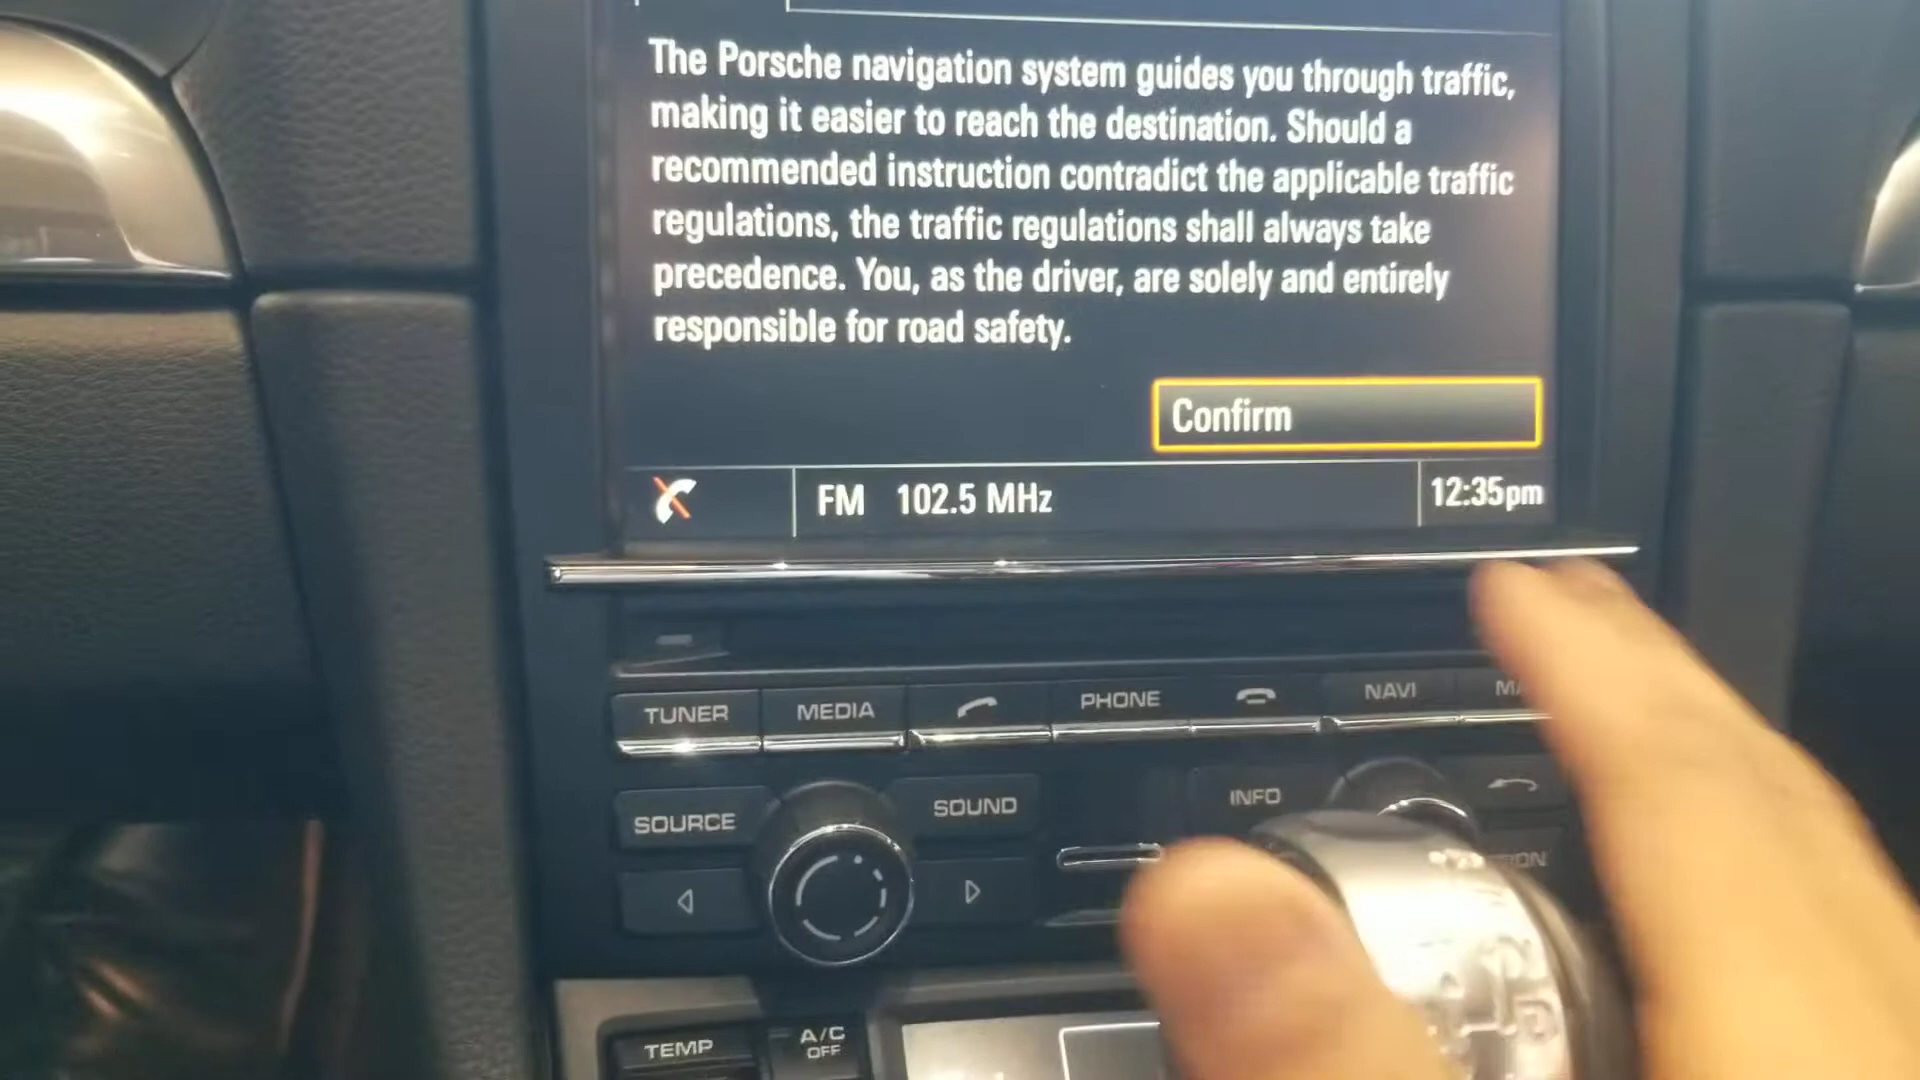 The Porsche navigation system guides you through traffic,
making it easier to reach the destination. Should a
recommended instruction contradict the applicable traffic
regulations, the traffic regulations shall always take
precedence. You, as the driver, are solely and entirely
responsible for road safety.
Confirm
FM 102.5 MHz 12:35pm
TUNER MEDIA PHONE NAVI
SOURCE SOUND INFO
TEMP A/C
OFF